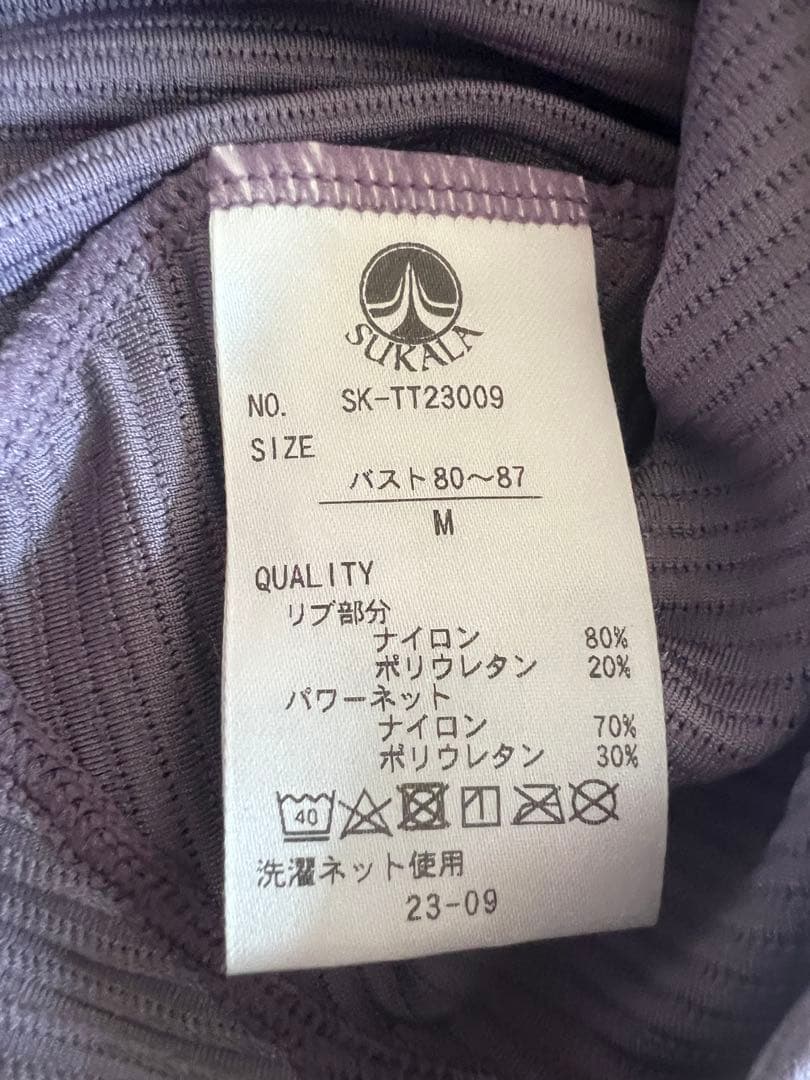 SUKALA
NO. SK-TT23009
SIZE
バスト80～87
M
QUALITY
リブ部分
ナイロン 80%
ポリウレタン 20%
パワーネット
ナイロン 70%
ポリウレタン 30%
40
洗濯ネット使用
23-09